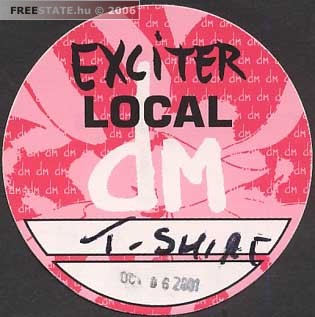 FREESTATE.hu © 2006
EXCITER
LOCAL
dM
T-SHIRT
OCT 06 2001